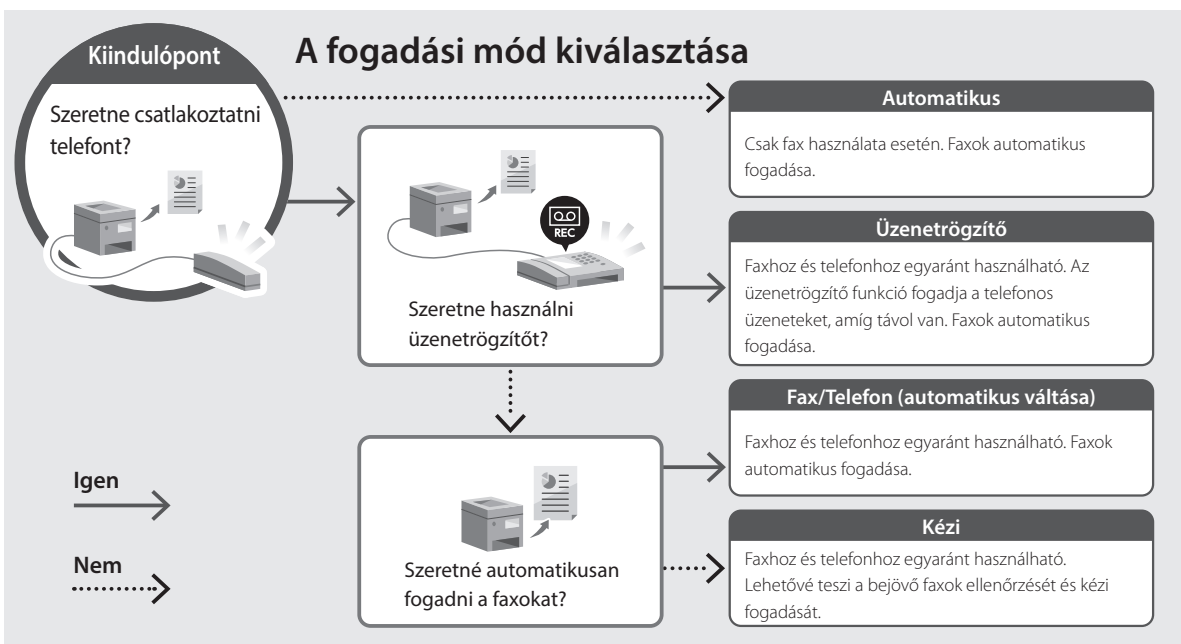 Kiindulópont
A fogadási mód kiválasztása
Szeretne csatlakoztatni
telefont?
Automatikus
Csak fax használata esetén. Faxok automatikus
fogadása.
REC
Szeretne használni
üzenetrögzítőt?
Üzenetrögzítő
Faxhoz és telefonhoz egyaránt használható. Az
üzenetrögzítő funkció fogadja a telefonos
üzeneteket, amíg távol van. Faxok automatikus
fogadása.
Fax/Telefon (automatikus váltása)
Faxhoz és telefonhoz egyaránt használható. Faxok
automatikus fogadása.
Szeretné automatikusan
fogadni a faxokat?
Kézi
Faxhoz és telefonhoz egyaránt használható.
Lehetővé teszi a bejövő faxok ellenőrzését és kézi
fogadását.
Igen
Nem